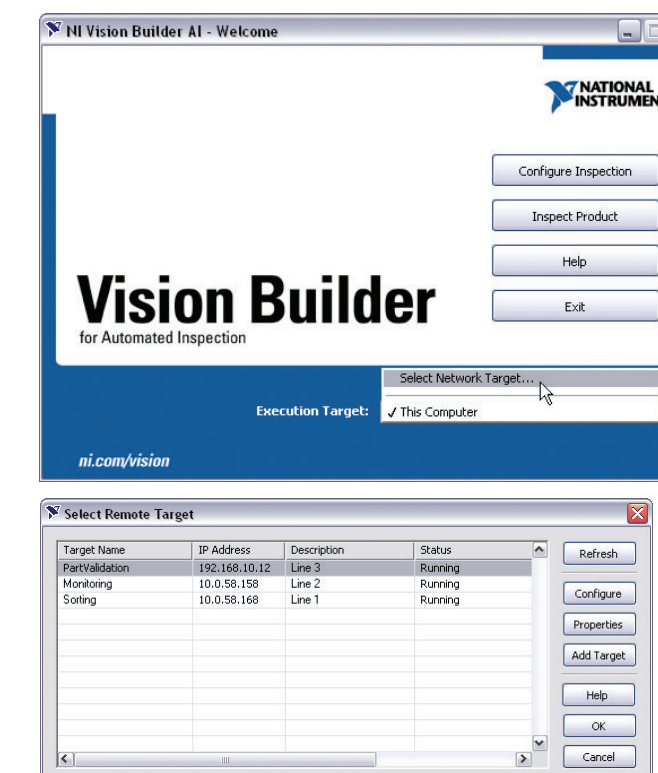 NI Vision Builder AI - Welcome
NATIONAL
INSTRUMEN
Configure Inspection
Inspect Product
Help
Exit
Vision Builder
for Automated Inspection
Select Network Target...
Execution Target: ✓ This Computer
ni.com/vision
Select Remote Target
Target Name IP Address Description Status
PartValidation 192.168.10.12 Line 3 Running
Monitoring 10.0.58.158 Line 2 Running
Sorting 10.0.58.168 Line 1 Running
Refresh
Configure
Properties
Add Target
Help
OK
Cancel